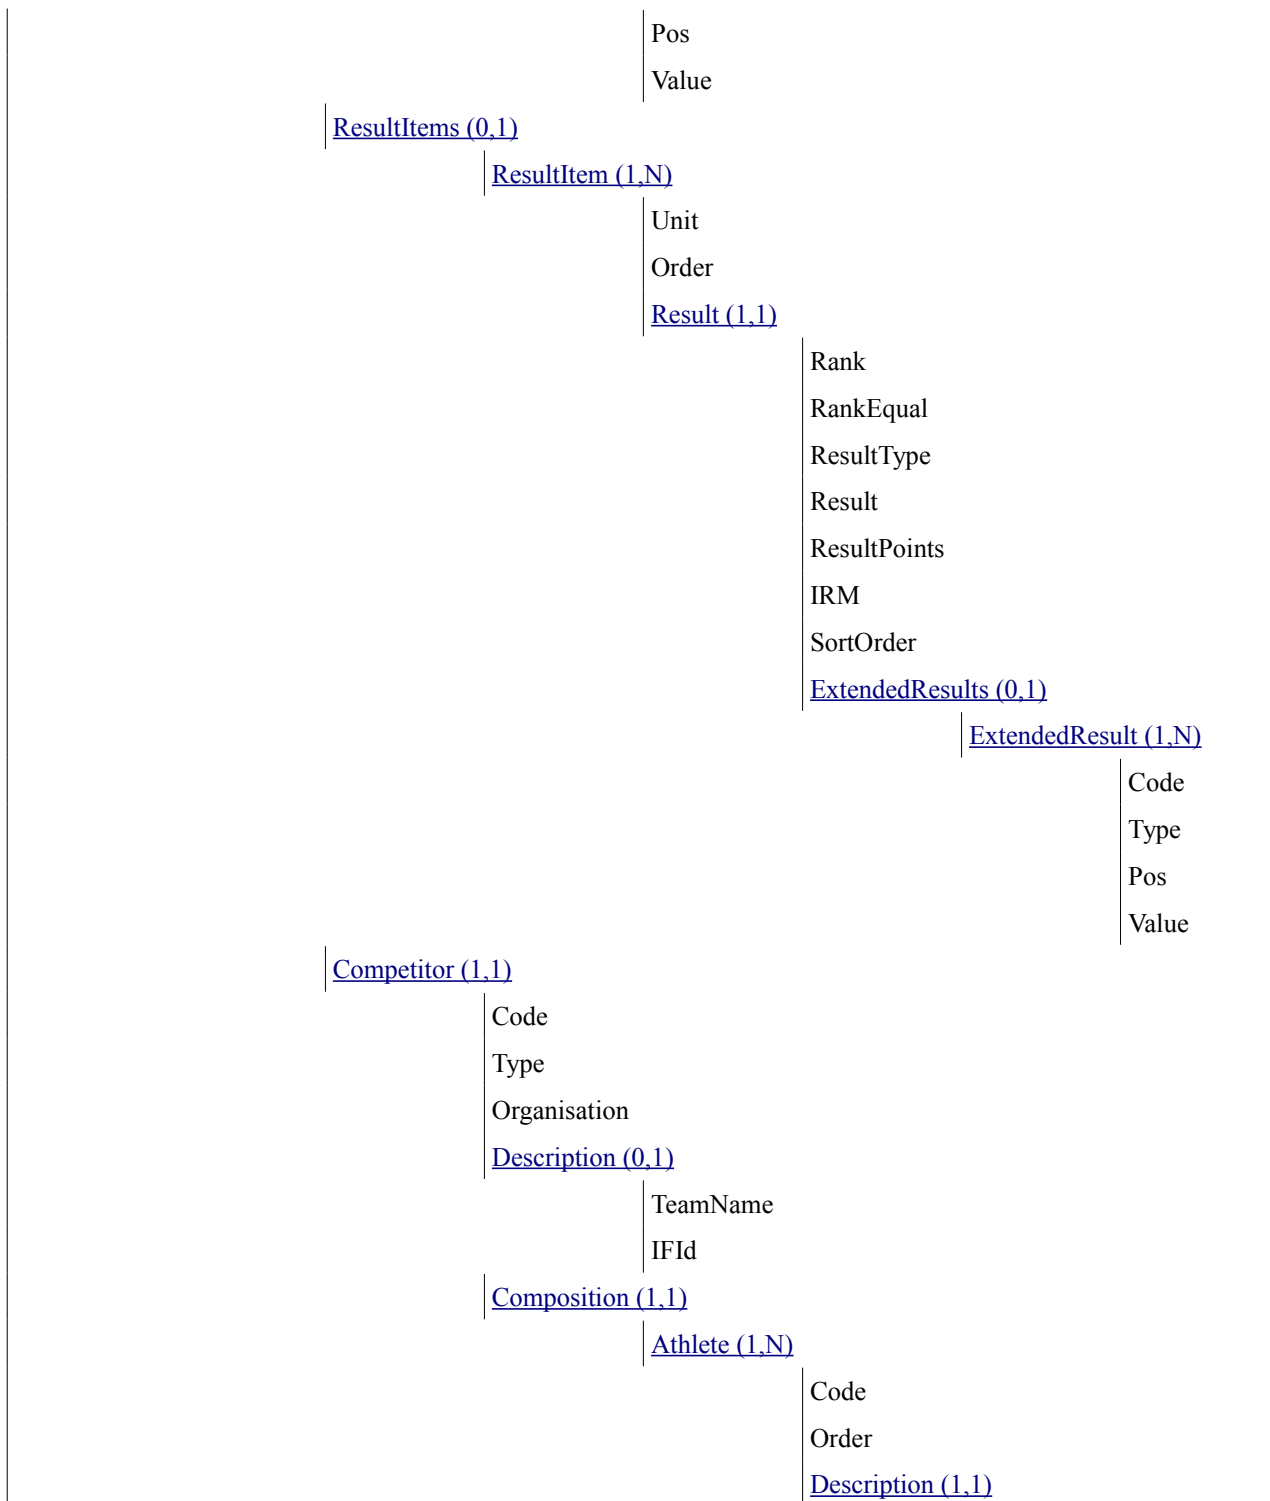 Pos
Value
ResultItems (0,1)
ResultItem (1,N)
Unit
Order
Result (1,1)
Rank
RankEqual
ResultType
Result
ResultPoints
IRM
SortOrder
ExtendedResults (0,1)
ExtendedResult (1,N)
Code
Type
Pos
Value
Competitor (1,1)
Code
Type
Organisation
Description (0,1)
TeamName
IFId
Composition (1,1)
Athlete (1,N)
Code
Order
Description (1,1)